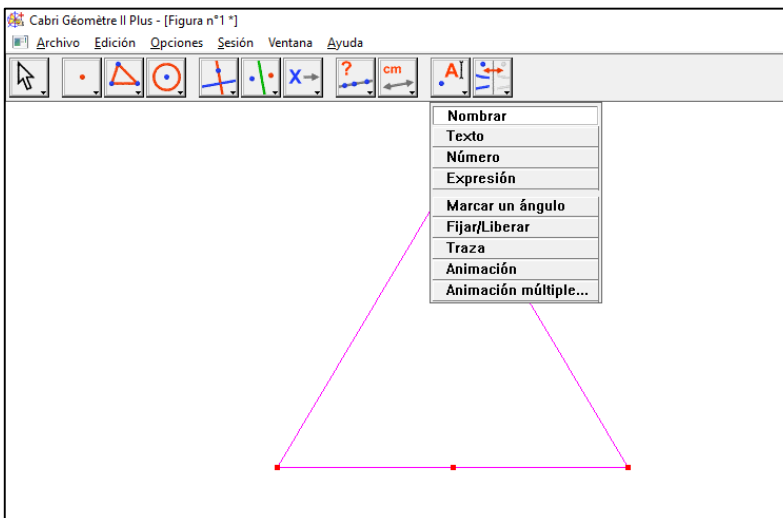 Cabri Géomètre II Plus - [Figura n°1 *]
Archivo Edición Opciones Sesión Ventana Ayuda
X ? cm A
Nombrar
Texto
Número
Expresión
Marcar un ángulo
Fijar/Liberar
Traza
Animación
Animación múltiple...